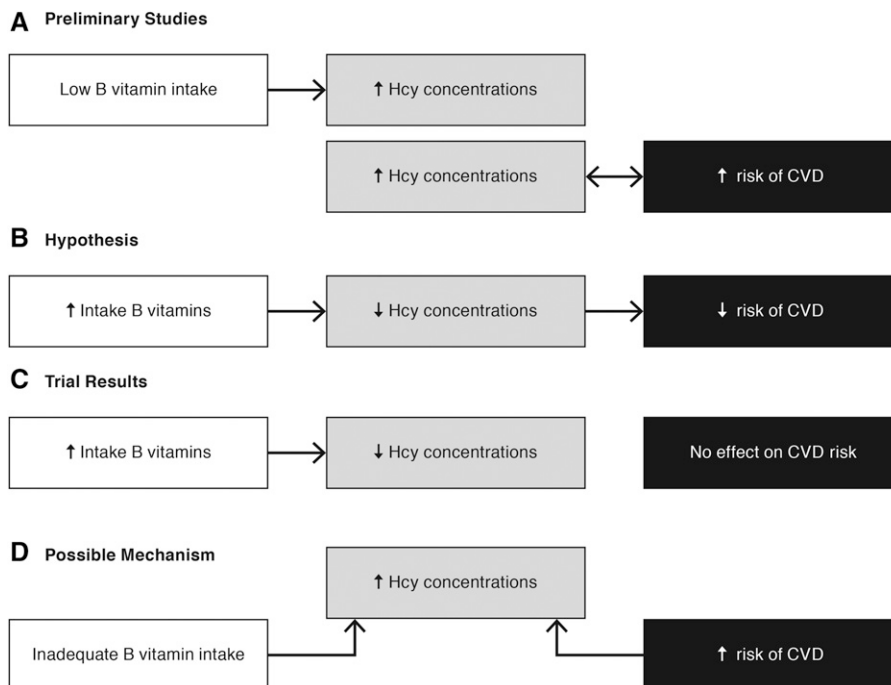 A Preliminary Studies
Low B vitamin intake
↑ Hcy concentrations
↑ Hcy concentrations
↑ risk of CVD
B Hypothesis
↑ Intake B vitamins
↓ Hcy concentrations
↓ risk of CVD
C Trial Results
↑ Intake B vitamins
↓ Hcy concentrations
No effect on CVD risk
D Possible Mechanism
↑ Hcy concentrations
Inadequate B vitamin intake
↑ risk of CVD